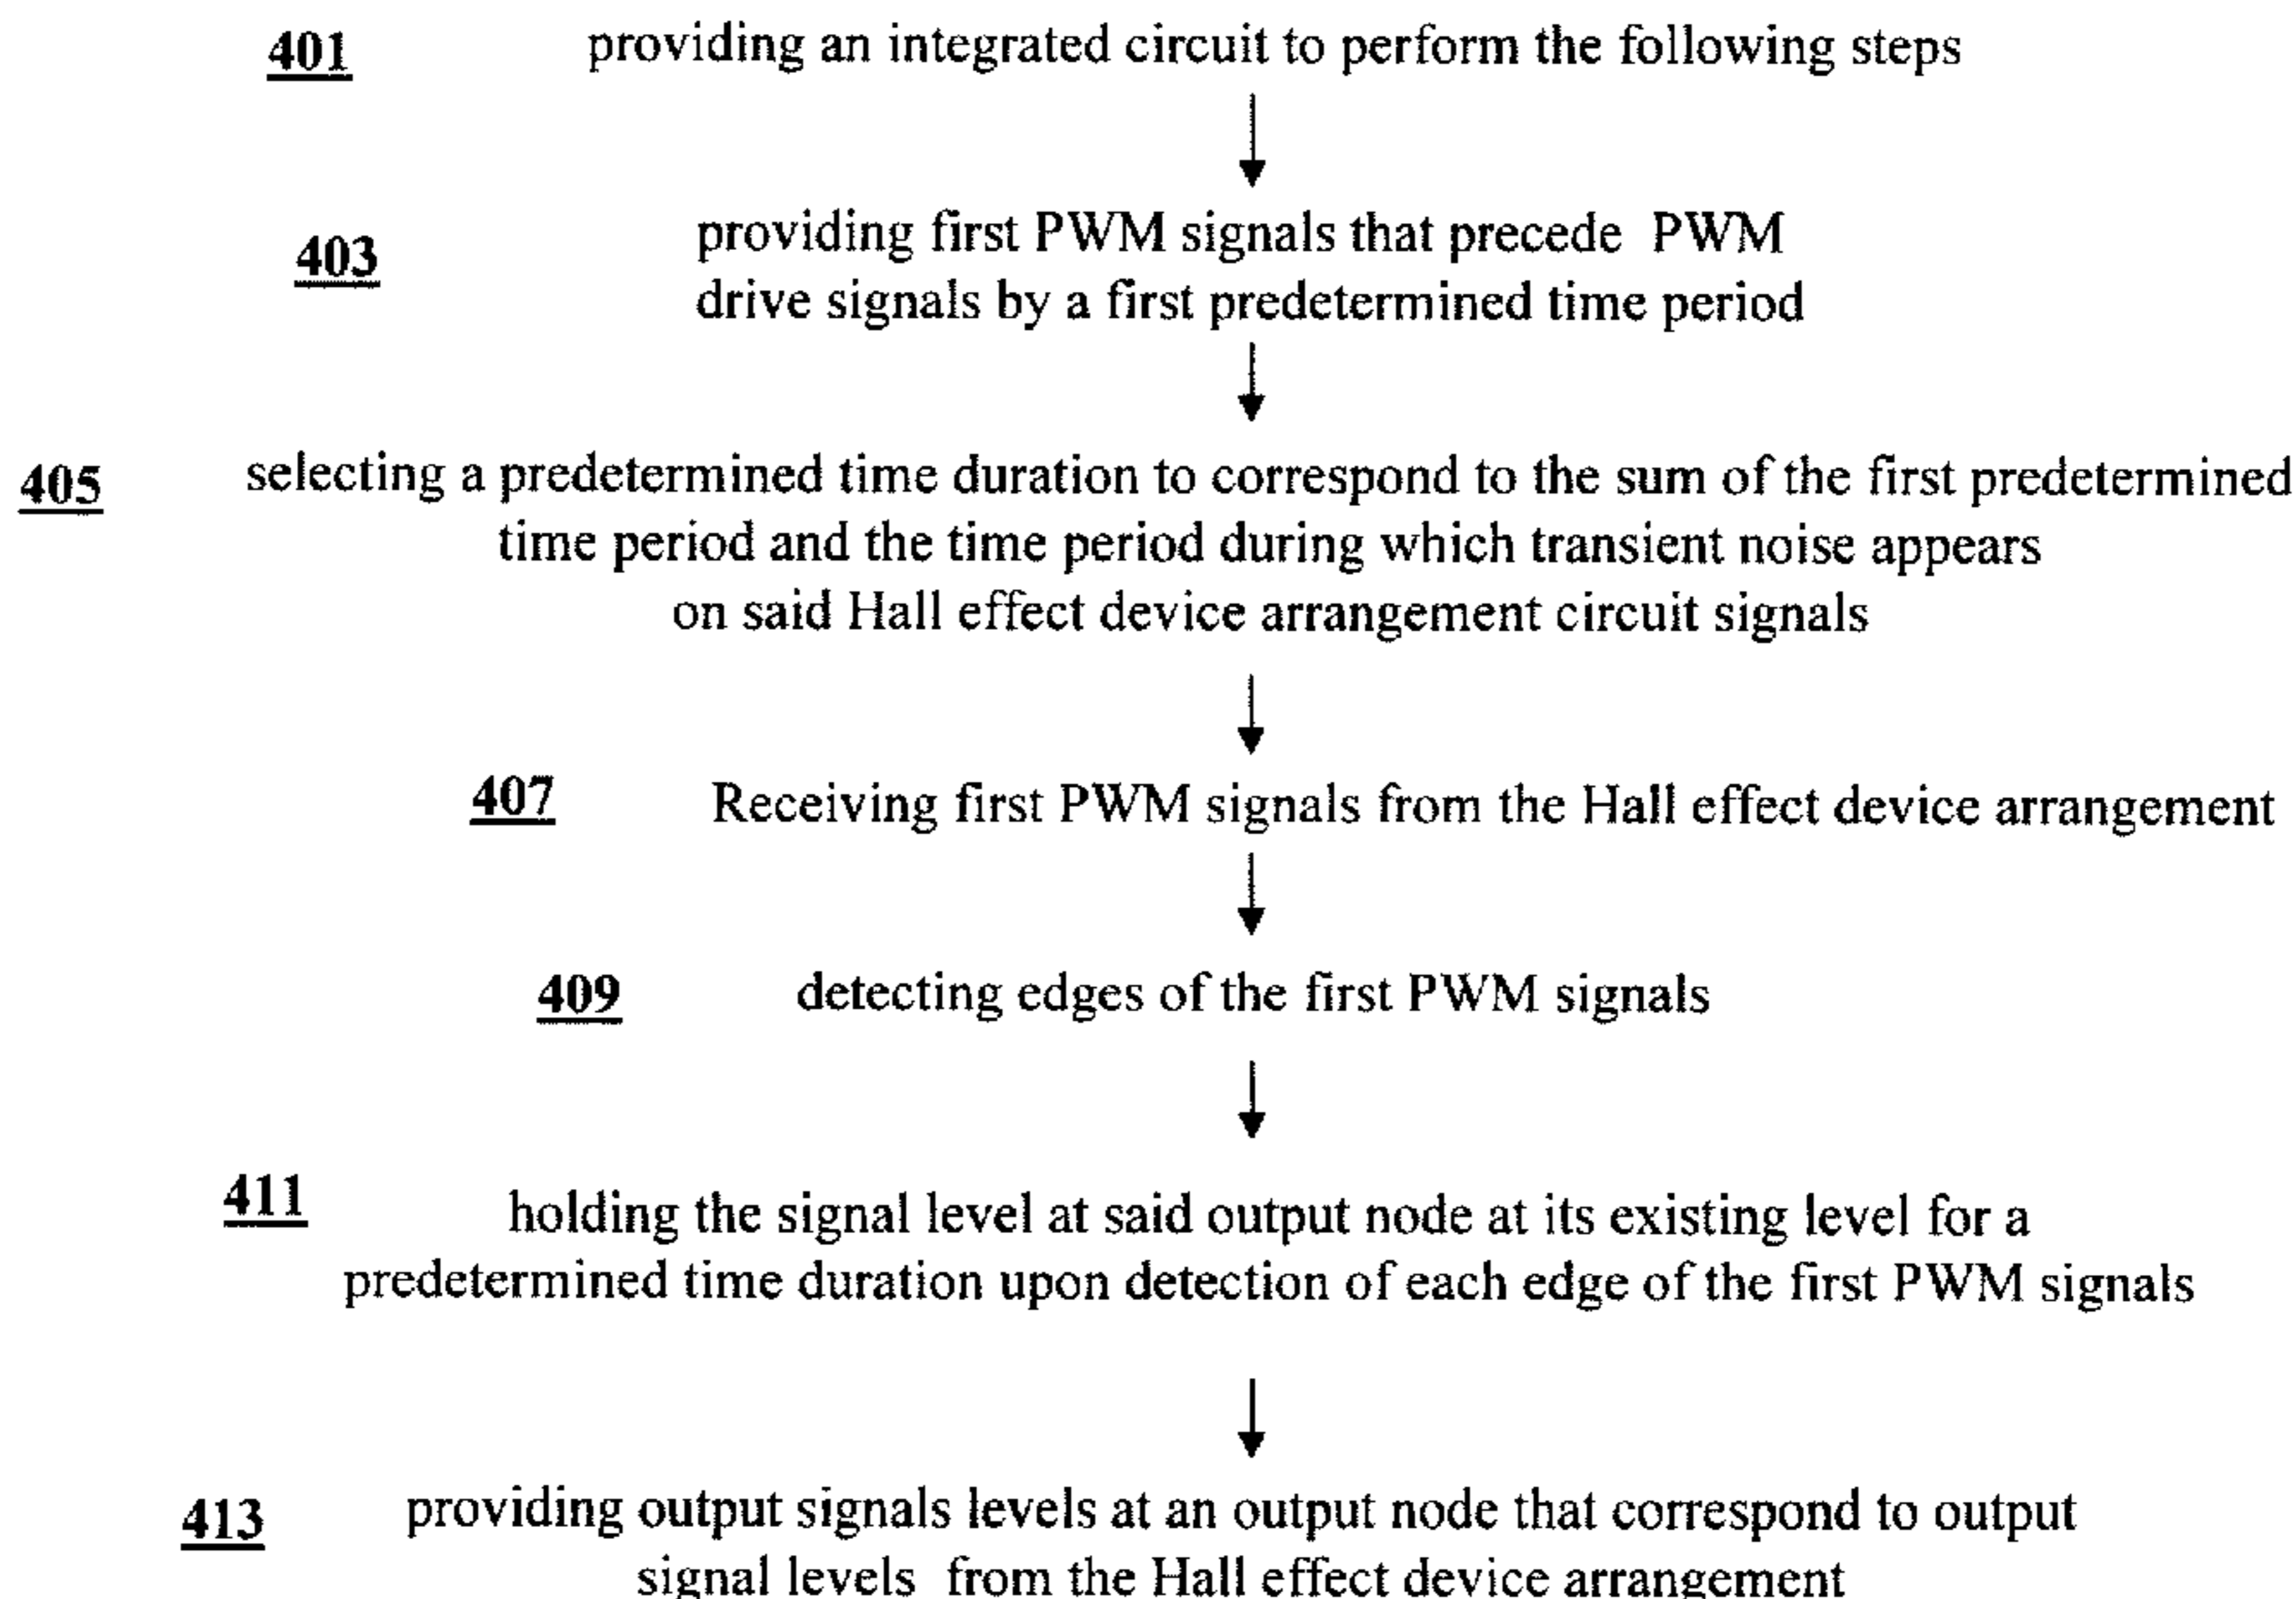 401 providing an integrated circuit to perform the following steps
403 providing first PWM signals that precede PWM
drive signals by a first predetermined time period
405 selecting a predetermined time duration to correspond to the sum of the first predetermined
time period and the time period during which transient noise appears
on said Hall effect device arrangement circuit signals
407 Receiving first PWM signals from the Hall effect device arrangement
409 detecting edges of the first PWM signals
411 holding the signal level at said output node at its existing level for a
predetermined time duration upon detection of each edge of the first PWM signals
413 providing output signals levels at an output node that correspond to output
signal levels from the Hall effect device arrangement